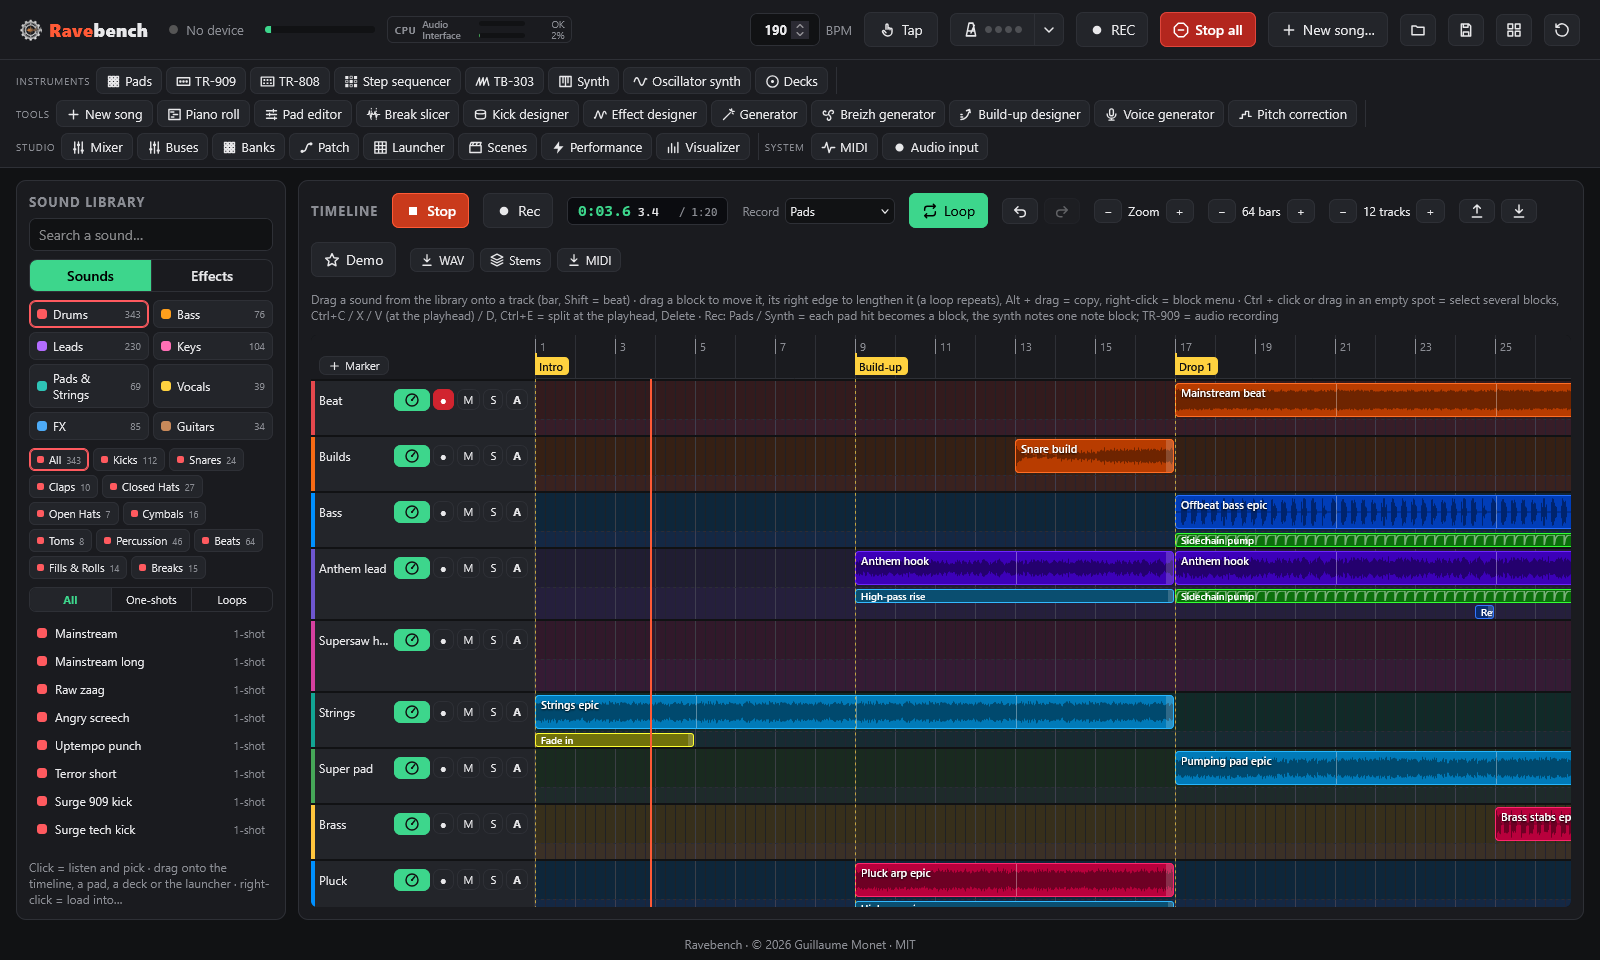 Ravebench No device CPU Audio Interface OK 2% 190 BPM Tap REC Stop all New song...
INSTRUMENTS Pads TR-909 TR-808 Step sequencer TB-303 Synth Oscillator synth Decks
TOOLS New song Piano roll Pad editor Break slicer Kick designer Effect designer Generator Breizh generator Build-up designer Voice generator Pitch correction
STUDIO Mixer Buses Banks Patch Launcher Scenes Performance Visualizer SYSTEM MIDI Audio input
SOUND LIBRARY
Search a sound...
Sounds Effects
Drums 343 Bass 76
Leads 230 Keys 104
Pads & Strings 69 Vocals 39
FX 85 Guitars 34
All 343 Kicks 112 Snares 24
Claps 10 Closed Hats 27
Open Hats 7 Cymbals 16
Toms 8 Percussion 46 Beats 64
Fills & Rolls 14 Breaks 15
All One-shots Loops
Mainstream 1-shot
Mainstream long 1-shot
Raw zaag 1-shot
Angry screech 1-shot
Uptempo punch 1-shot
Terror short 1-shot
Surge 909 kick 1-shot
Surge tech kick 1-shot
Click = listen and pick · drag onto the
timeline, a pad, a deck or the launcher · right-
click = load into...
TIMELINE Stop Rec 0:03.6 3.4 / 1:20 Record Pads Loop − Zoom + − 64 bars + − 12 tracks +
Demo WAV Stems MIDI
Drag a sound from the library onto a track (bar, Shift = beat) · drag a block to move it, its right edge to lengthen it (a loop repeats), Alt + drag = copy, right-click = block menu · Ctrl + click or drag in an empty spot = select several blocks,
Ctrl+C / X / V (at the playhead) / D, Ctrl+E = split at the playhead, Delete · Rec: Pads / Synth = each pad hit becomes a block, the synth notes one note block; TR-909 = audio recording
1 3 5 7 9 11 13 15 17 19 21 23 25
+ Marker Intro Build-up Drop 1
Beat M S A Mainstream beat
Builds M S A Snare build
Bass M S A Offbeat bass epic
Sidechain pump
Anthem lead M S A Anthem hook Anthem hook
High-pass rise Sidechain pump
Re
Supersaw h... M S A
Strings M S A Strings epic
Fade in
Super pad M S A Pumping pad epic
Brass M S A Brass stabs ep
Pluck M S A Pluck arp epic
Ravebench · © 2026 Guillaume Monet · MIT